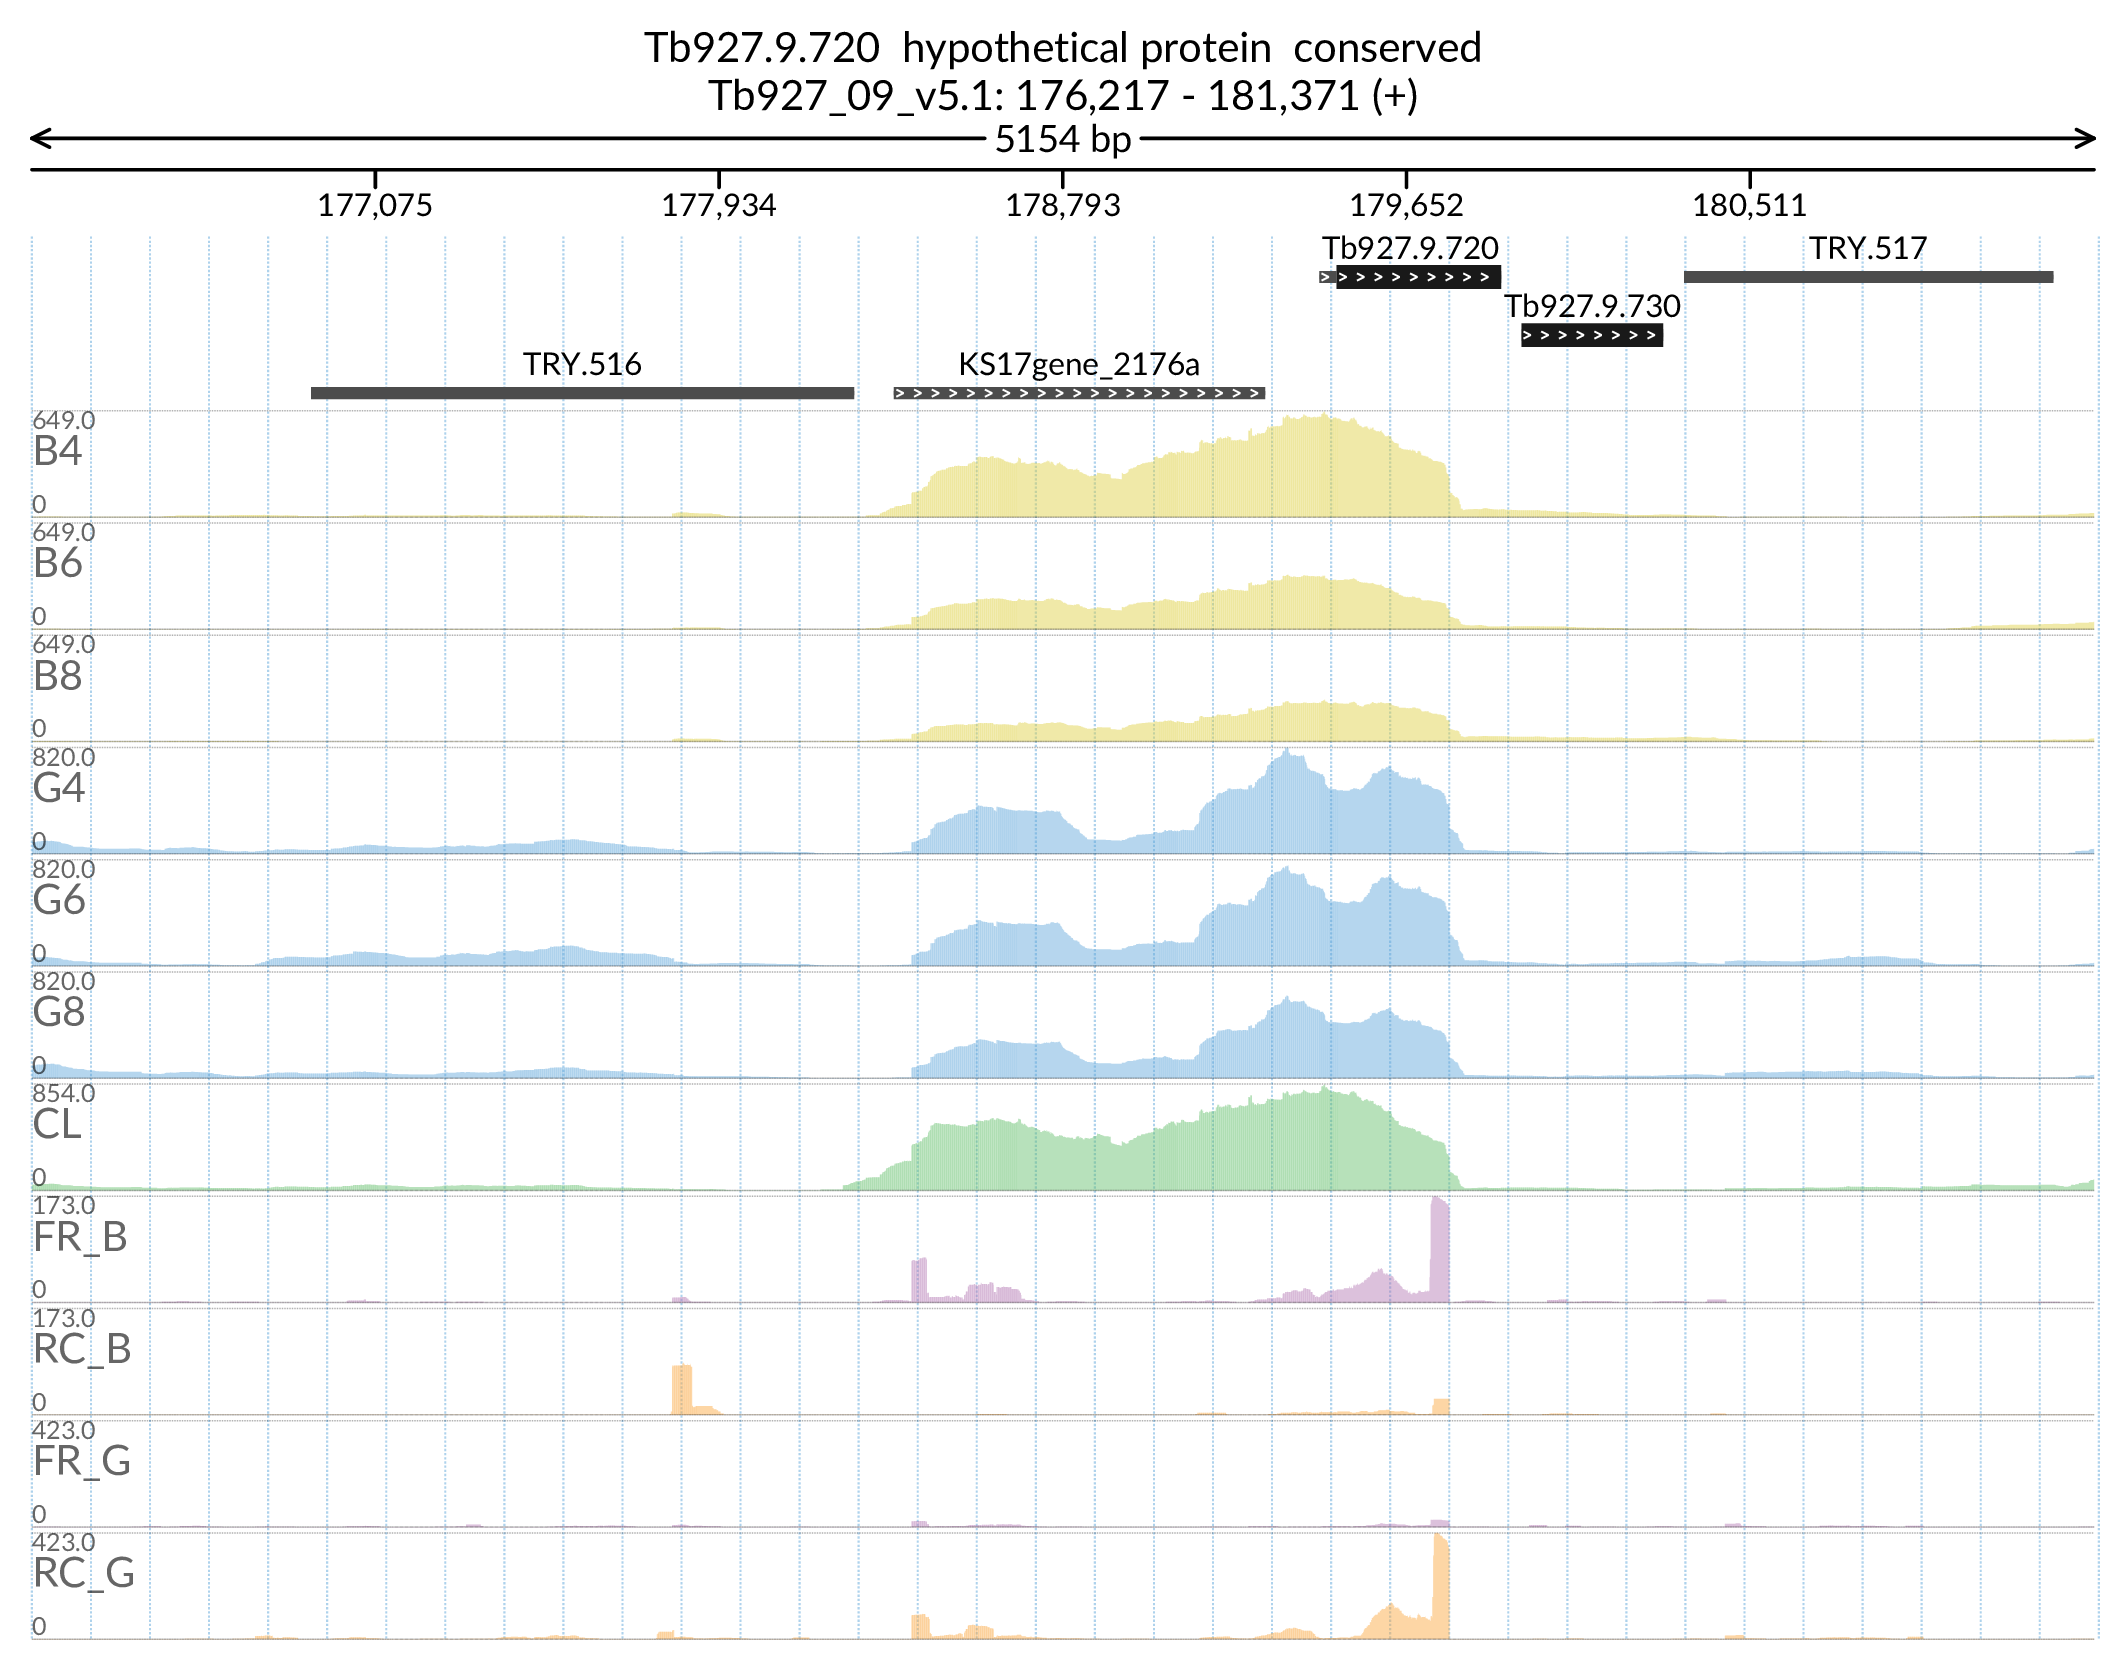 Tb927.9.720 hypothetical protein conserved
Tb927_09_v5.1: 176,217 - 181,371 (+)
5154 bp
177,075 177,934 178,793 179,652 180,511
Tb927.9.720 TRY.517
Tb927.9.730
TRY.516 KS17gene_2176a
649.0
B4
0
649.0
B6
0
649.0
B8
0
820.0
G4
0
820.0
G6
0
820.0
G8
0
854.0
CL
0
173.0
FR_B
0
173.0
RC_B
0
423.0
FR_G
0
423.0
RC_G
0